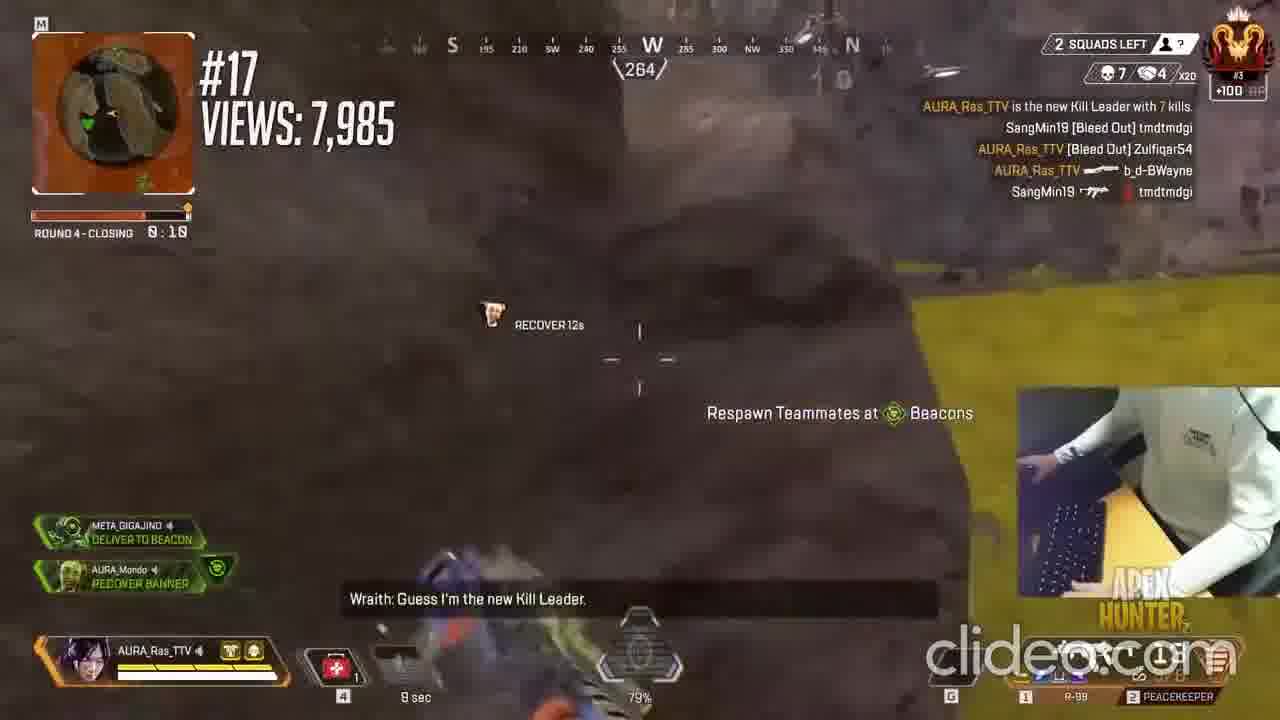 M
#17
VIEWS: 7,985
S 195 210 SW 240 255 W 285 300 NW 330 345 N
264
2 SQUADS LEFT ?
7 4 X20
#3
+100
AURA_Ras_TTV is the new Kill Leader with 7 kills.
SangMin19 [Bleed Out] tmdtmdgi
AURA_Ras_TTV [Bleed Out] Zulfiqar54
AURA_Ras_TTV b_d-BWayne
SangMin19 tmdtmdgi
ROUND 4 - CLOSING 0:10
RECOVER 12s
Respawn Teammates at Beacons
META_GIGAJINO
DELIVER TO BEACON
AURA_Mondo
RECOVER BANNER
Wraith: Guess I'm the new Kill Leader.
APEX
HUNTER
clideo.com
AURA_Ras_TTV
1
4 8 sec 79% G
1 R-99 2 PEACEKEEPER